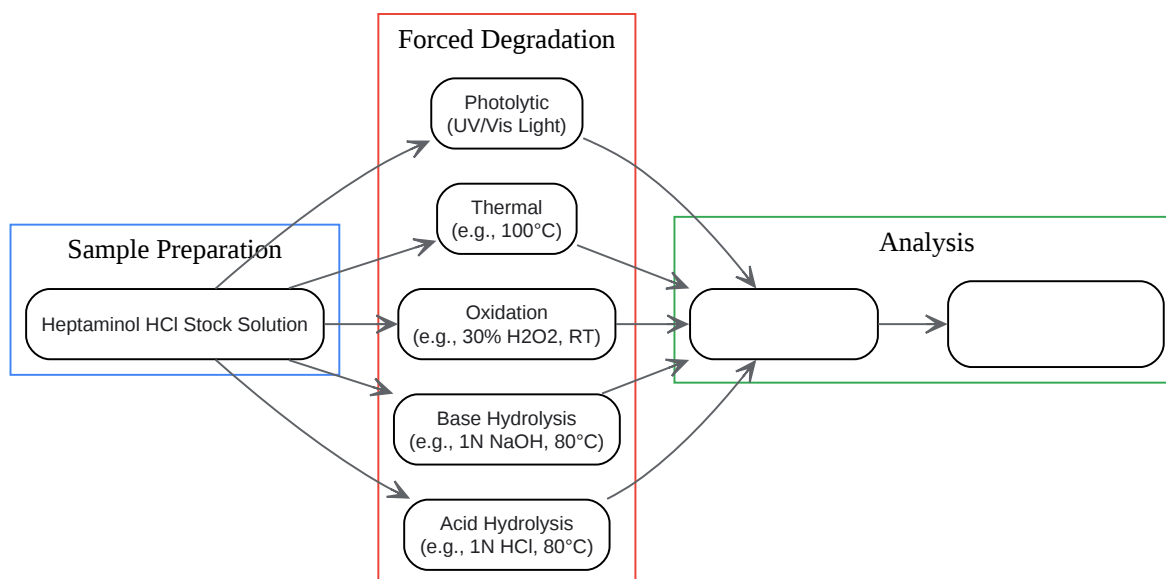 Forced Degradation
Photolytic
(UV/Vis Light)
Thermal
(e.g., 100°C)
Sample Preparation
Analysis
Heptaminol HCl Stock Solution
Oxidation
(e.g., 30% H2O2, RT)
Base Hydrolysis
(e.g., 1N NaOH, 80°C)
Acid Hydrolysis
(e.g., 1N HCl, 80°C)